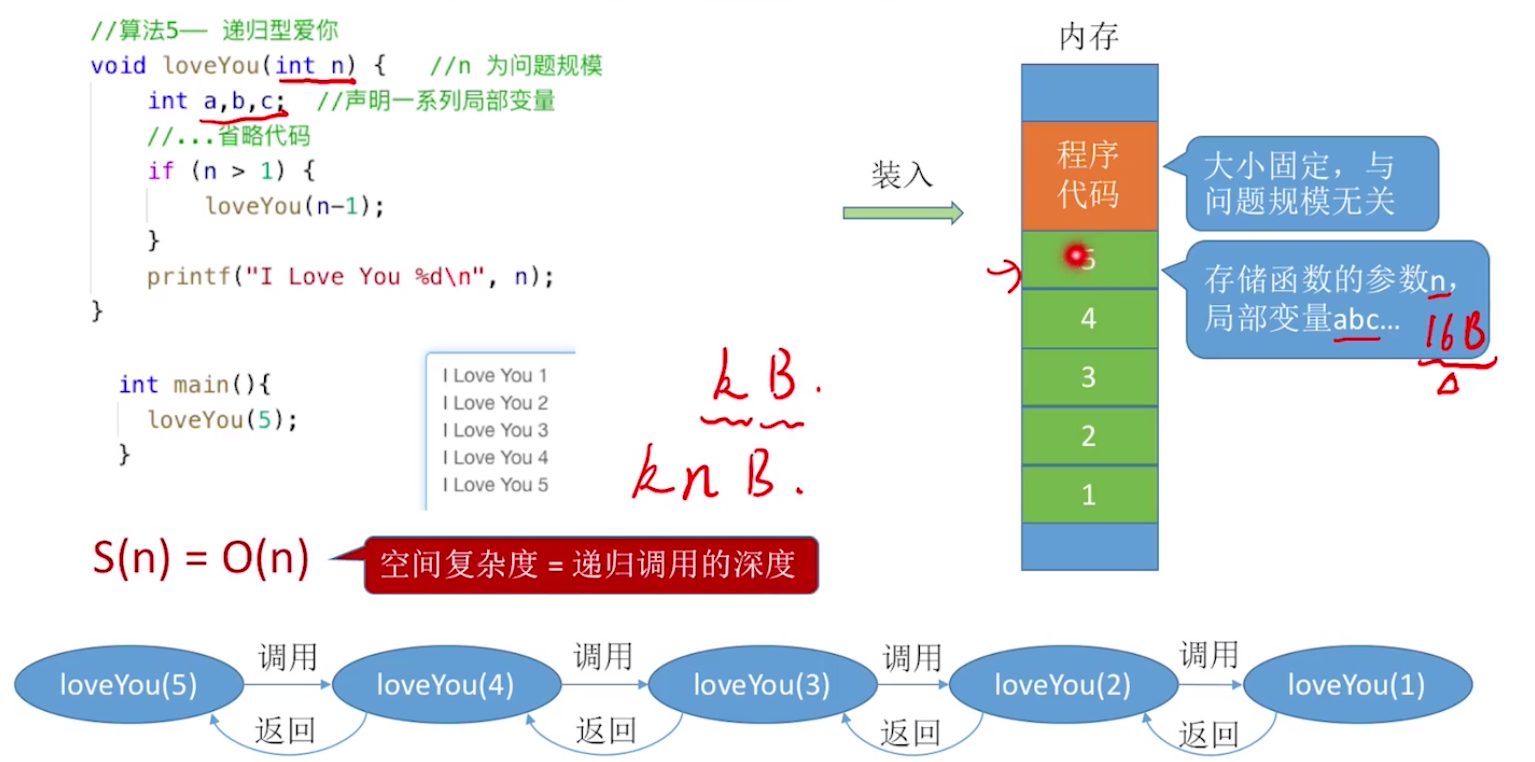 //算法5—— 递归型爱你
void loveYou(int n) {   //n 为问题规模
int a,b,c;  //声明一系列局部变量
//...省略代码
if (n > 1) {
loveYou(n-1);
}
printf("I Love You %d\n", n);
}
int main(){
loveYou(5);
}
I Love You 1
I Love You 2
I Love You 3
I Love You 4
I Love You 5
k B.
kn B.
S(n) = O(n)
空间复杂度 = 递归调用的深度
装入
内存
程序
代码
5
4
3
2
1
大小固定，与
问题规模无关
存储函数的参数n，
局部变量abc...
16B
loveYou(5)
调用
返回
loveYou(4)
调用
返回
loveYou(3)
调用
返回
loveYou(2)
调用
返回
loveYou(1)